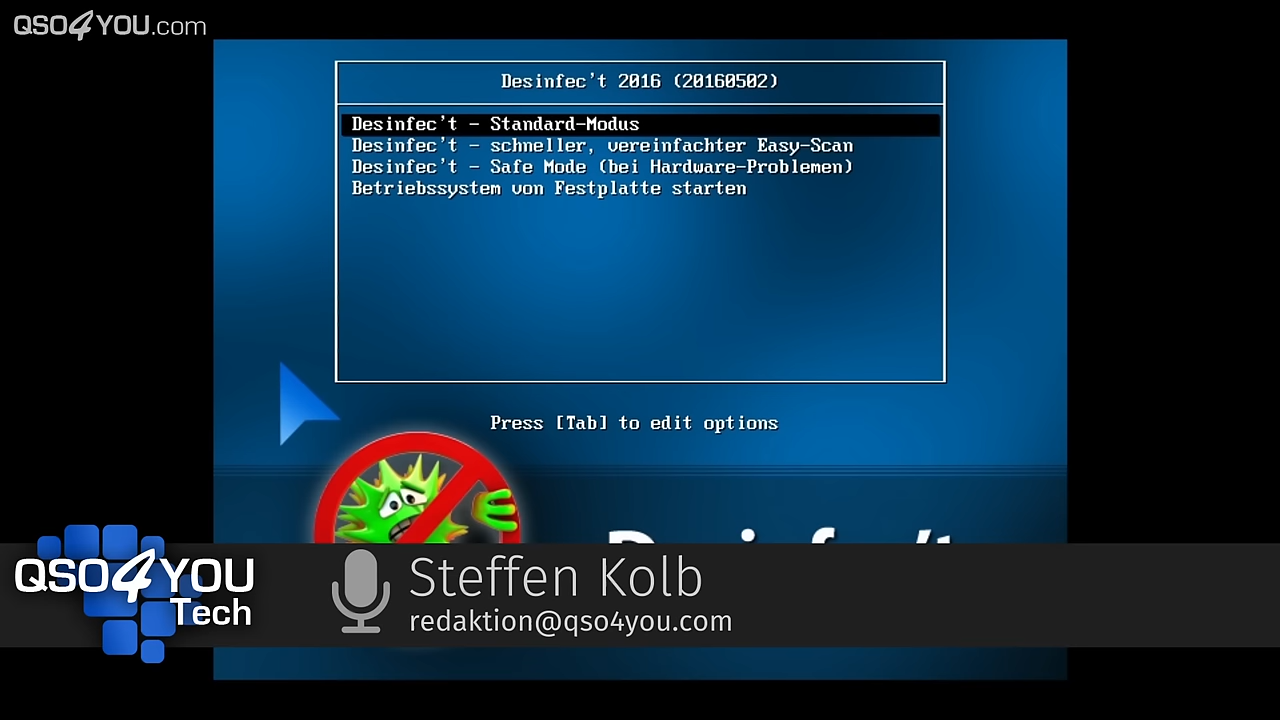 QSO4YOU.com
Desinfec't 2016 (20160502)
Desinfec't - Standard-Modus
Desinfec't - schneller, vereinfachter Easy-Scan
Desinfec't - Safe Mode (bei Hardware-Problemen)
Betriebssystem von Festplatte starten
Press [Tab] to edit options
Desinfec't
QSO4YOU
Tech
Steffen Kolb
redaktion@qso4you.com